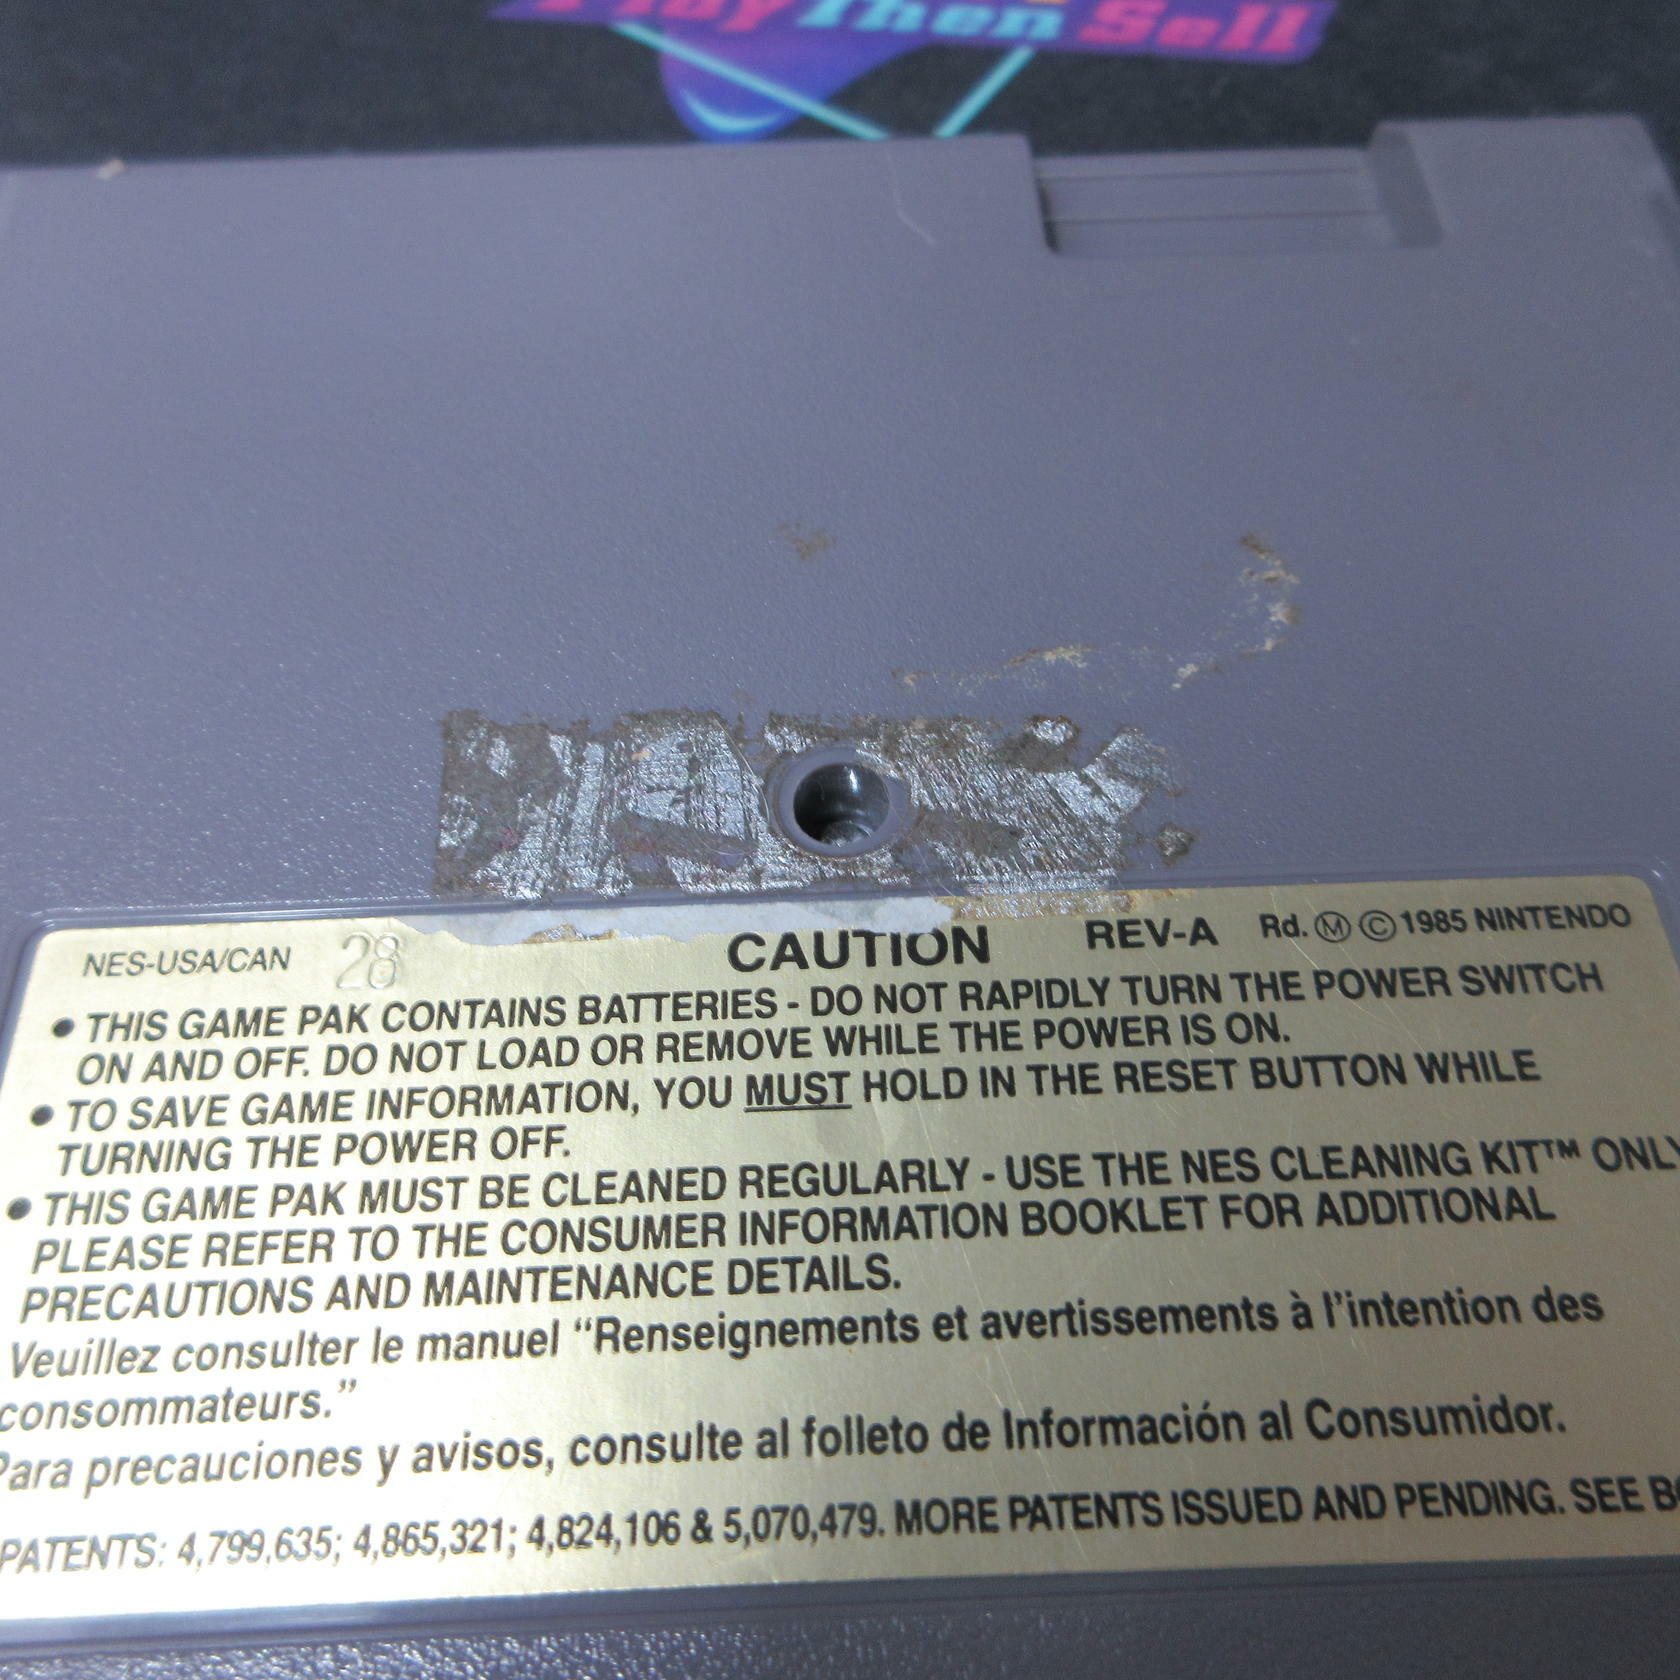 Play Then Sell
NES-USA/CAN 28 CAUTION REV-A Rd. Ⓜ © 1985 NINTENDO
• THIS GAME PAK CONTAINS BATTERIES - DO NOT RAPIDLY TURN THE POWER SWITCH
ON AND OFF. DO NOT LOAD OR REMOVE WHILE THE POWER IS ON.
• TO SAVE GAME INFORMATION, YOU MUST HOLD IN THE RESET BUTTON WHILE
TURNING THE POWER OFF.
• THIS GAME PAK MUST BE CLEANED REGULARLY - USE THE NES CLEANING KIT™ ONLY
PLEASE REFER TO THE CONSUMER INFORMATION BOOKLET FOR ADDITIONAL
PRECAUTIONS AND MAINTENANCE DETAILS.
Veuillez consulter le manuel “Renseignements et avertissements à l’intention des
consommateurs.”
Para precauciones y avisos, consulte al folleto de Información al Consumidor.
PATENTS: 4,799,635; 4,865,321; 4,824,106 & 5,070,479. MORE PATENTS ISSUED AND PENDING. SEE